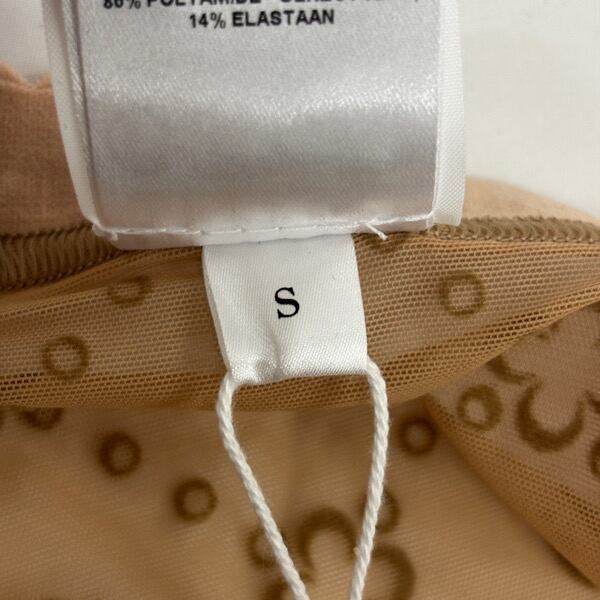 86% POLYAMIDE
14% ELASTAAN
S